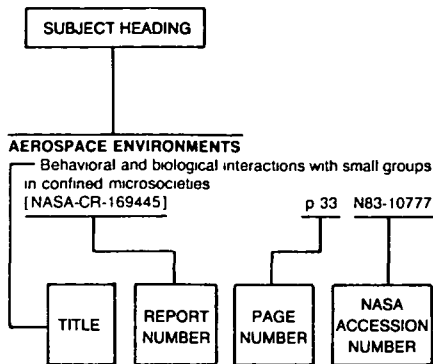 SUBJECT HEADING
AEROSPACE ENVIRONMENTS
Behavioral and biological interactions with small groups
in confined microsocieties
[NASA-CR-169445] p 33 N83-10777
TITLE
REPORT
NUMBER
PAGE
NUMBER
NASA
ACCESSION
NUMBER